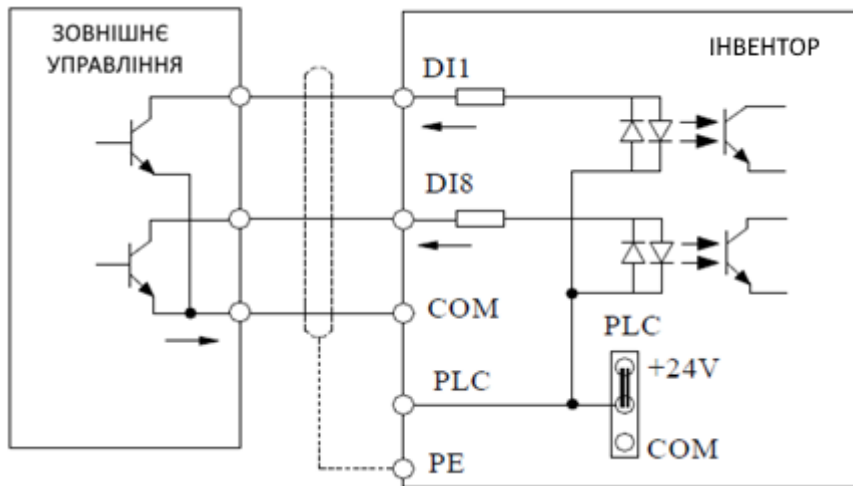 ЗОВНІШНЄ
УПРАВЛІННЯ
ІНВЕНТОР
DI1
DI8
COM
PLC
PE
PLC
+24V
COM